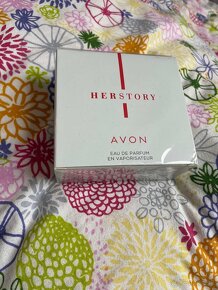 HERSTORY
AVON
EAU DE PARFUM
EN VAPORISATEUR